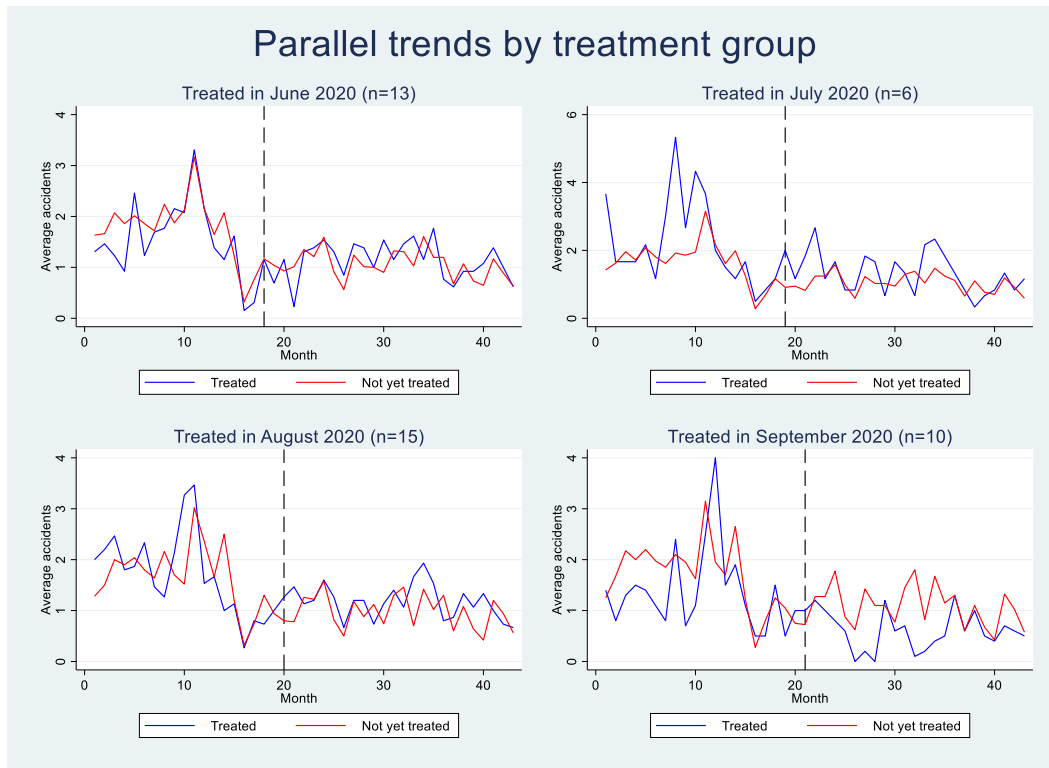 Parallel trends by treatment group
Treated in June 2020 (n=13)
Average accidents
4
3
2
1
0
0 10 20 30 40
Month
Treated Not yet treated
Treated in July 2020 (n=6)
Average accidents
6
4
2
0
0 10 20 30 40
Month
Treated Not yet treated
Treated in August 2020 (n=15)
Average accidents
4
3
2
1
0
0 10 20 30 40
Month
Treated Not yet treated
Treated in September 2020 (n=10)
Average accidents
4
3
2
1
0
0 10 20 30 40
Month
Treated Not yet treated